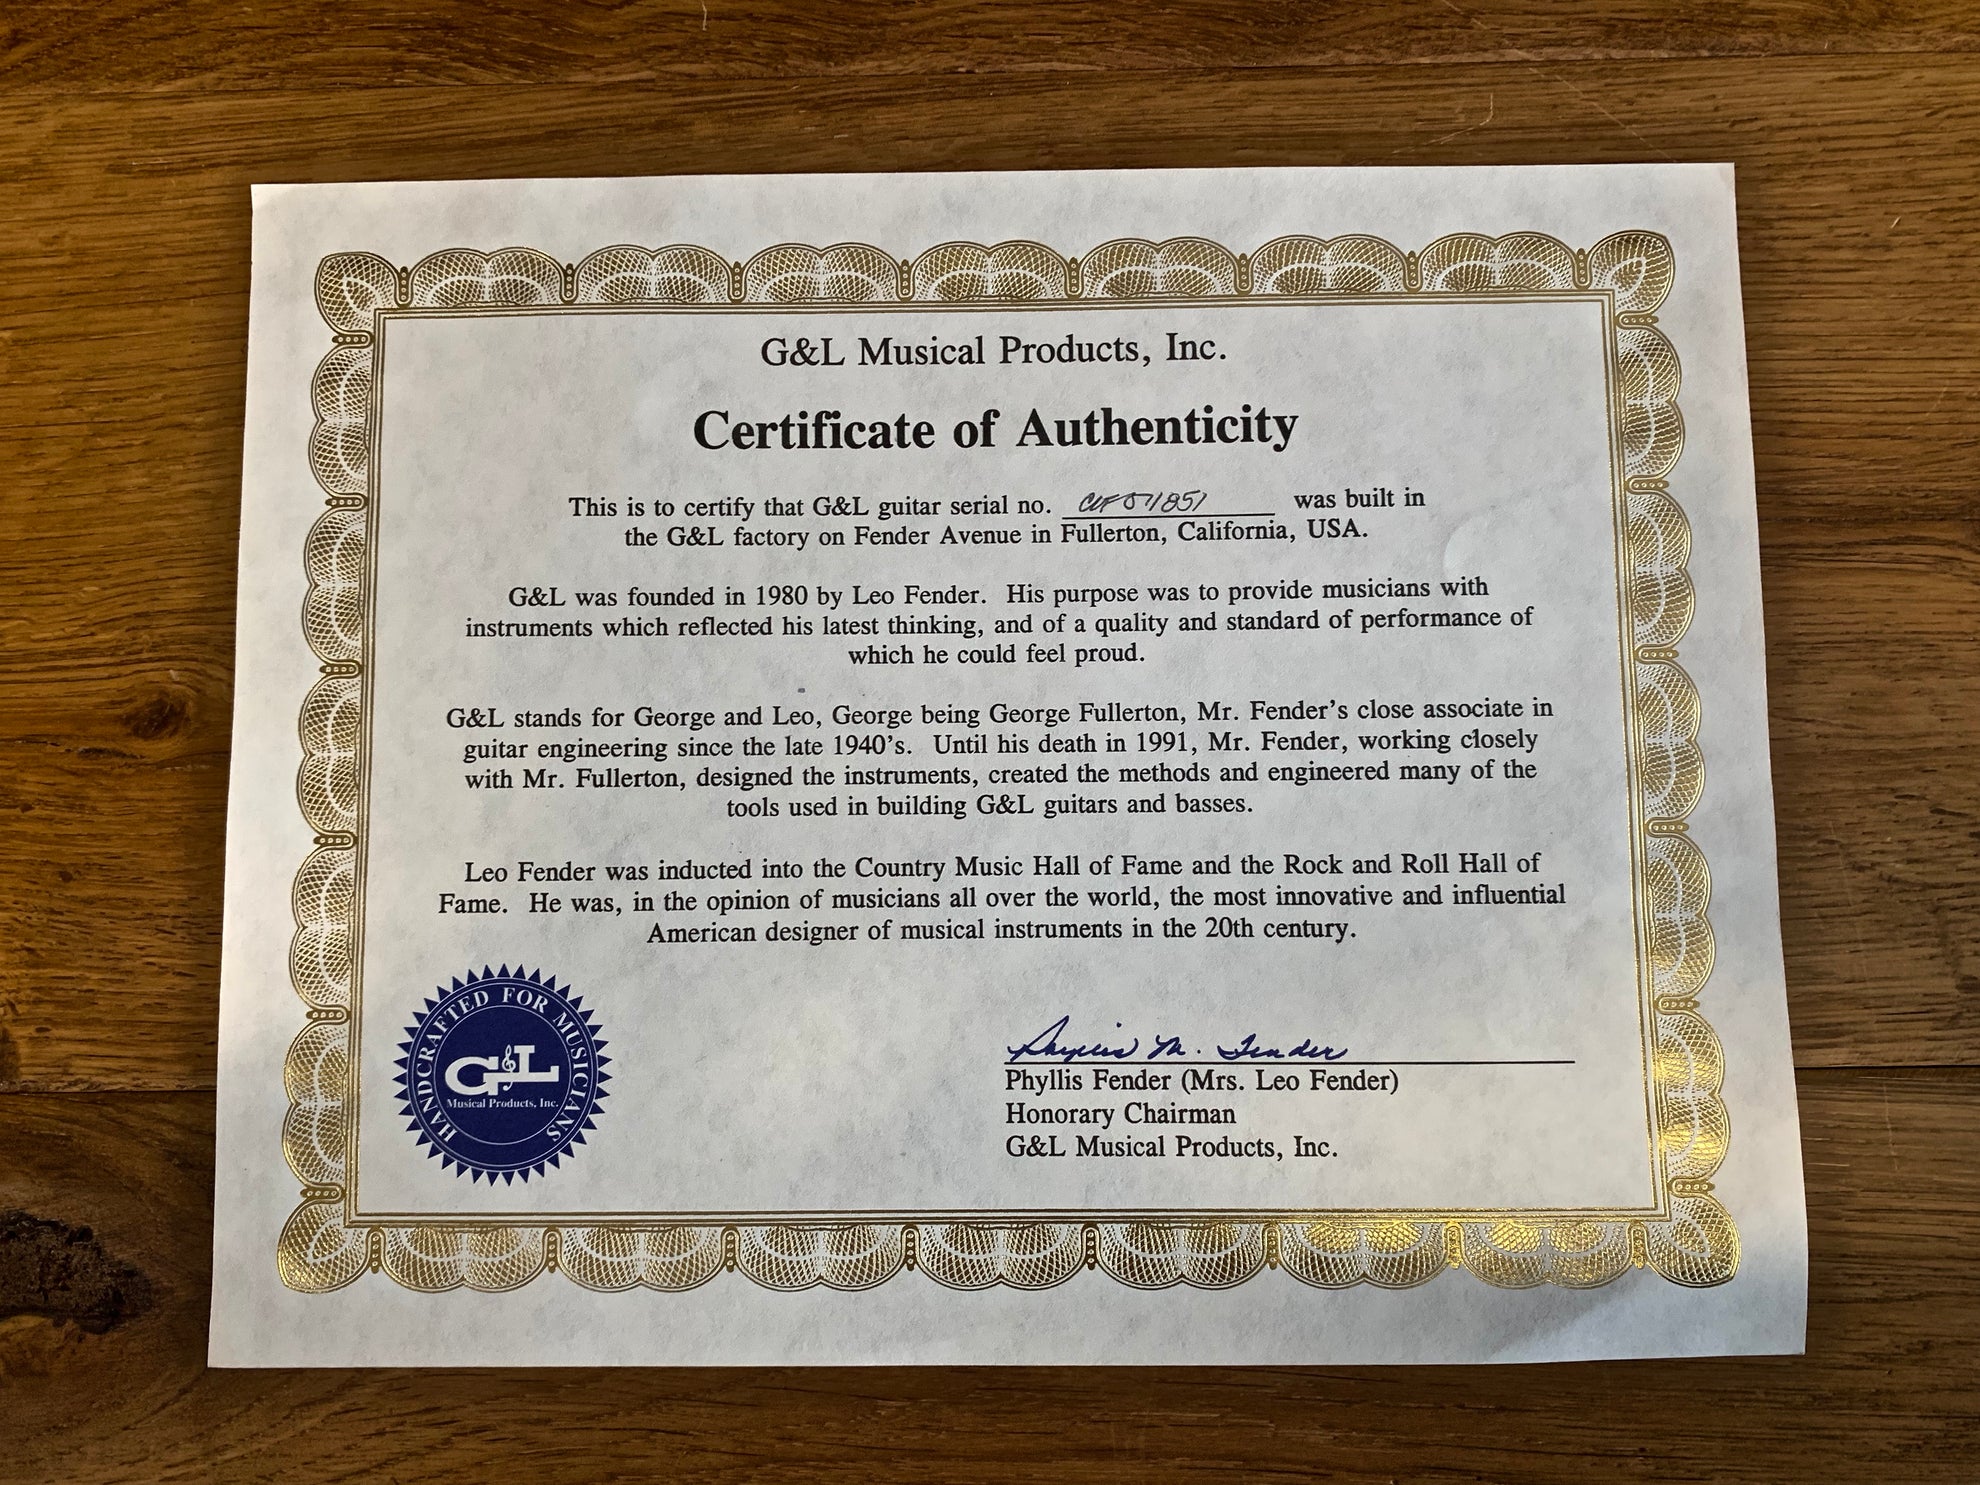 G&L Musical Products, Inc.
Certificate of Authenticity
This is to certify that G&L guitar serial no. CLF071851 was built in
the G&L factory on Fender Avenue in Fullerton, California, USA.
G&L was founded in 1980 by Leo Fender. His purpose was to provide musicians with
instruments which reflected his latest thinking, and of a quality and standard of performance of
which he could feel proud.
G&L stands for George and Leo, George being George Fullerton, Mr. Fender's close associate in
guitar engineering since the late 1940's. Until his death in 1991, Mr. Fender, working closely
with Mr. Fullerton, designed the instruments, created the methods and engineered many of the
tools used in building G&L guitars and basses.
Leo Fender was inducted into the Country Music Hall of Fame and the Rock and Roll Hall of
Fame. He was, in the opinion of musicians all over the world, the most innovative and influential
American designer of musical instruments in the 20th century.
HANDCRAFTED FOR MUSICIANS
G&L
Musical Products, Inc.
Phyllis M. Fender
Phyllis Fender (Mrs. Leo Fender)
Honorary Chairman
G&L Musical Products, Inc.